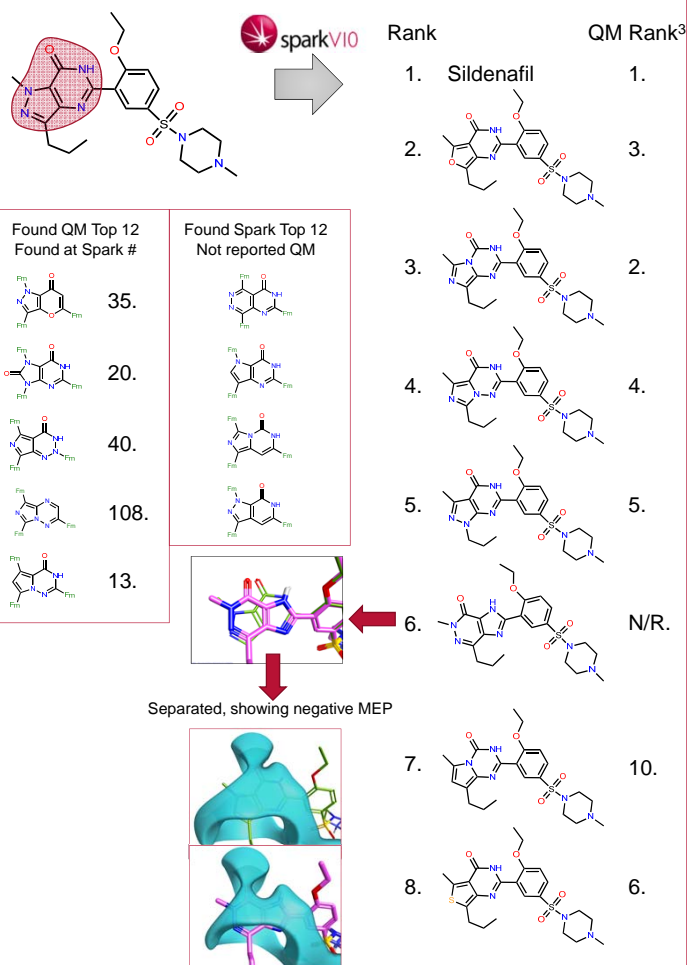 sparkV10
Rank
QM Rank3
1.
Sildenafil
1.
2.
3.
3.
2.
4.
4.
5.
5.
6.
N/R.
7.
10.
8.
6.
Found QM Top 12
Found at Spark #
35.
20.
40.
108.
13.
Found Spark Top 12
Not reported QM
Separated, showing negative MEP